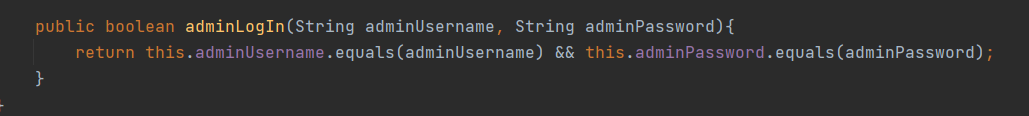 public boolean adminLogIn(String adminUsername, String adminPassword){
return this.adminUsername.equals(adminUsername) && this.adminPassword.equals(adminPassword);
}